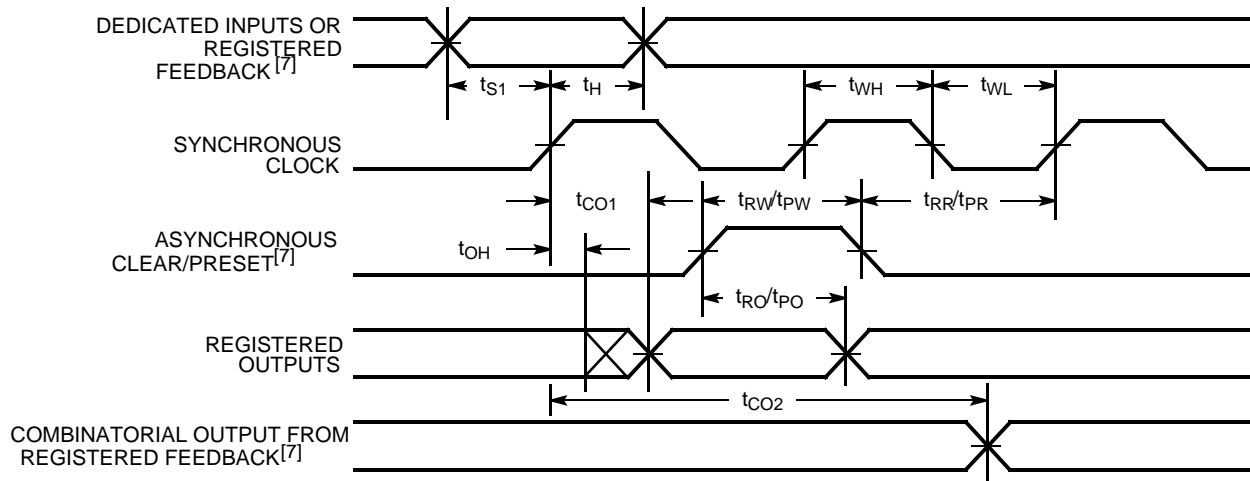 DEDICATED INPUTS OR
REGISTERED
FEEDBACK[7]
tS1
tH
tWH
tWL
SYNCHRONOUS
CLOCK
tCO1
tRW/tPW
tRR/tPR
ASYNCHRONOUS
CLEAR/PRESET[7]
tOH
tRO/tPO
REGISTERED
OUTPUTS
tCO2
COMBINATORIAL OUTPUT FROM
REGISTERED FEEDBACK[7]